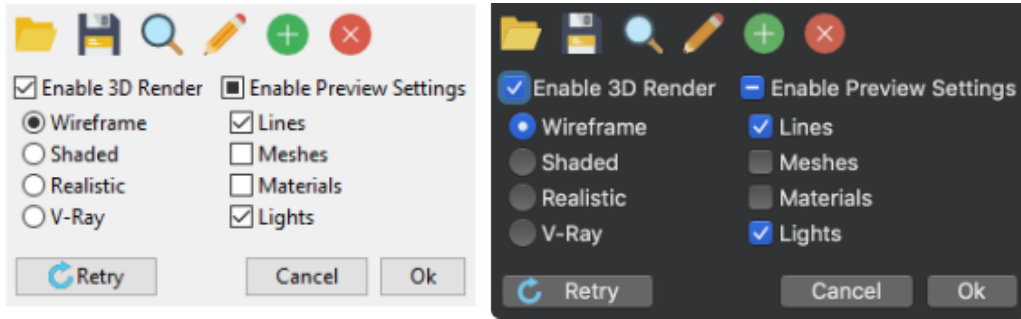 Enable 3D Render
Enable Preview Settings
Wireframe
Lines
Shaded
Meshes
Realistic
Materials
V-Ray
Lights
Retry
Cancel
Ok
Enable 3D Render
Enable Preview Settings
Wireframe
Lines
Shaded
Meshes
Realistic
Materials
V-Ray
Lights
Retry
Cancel
Ok